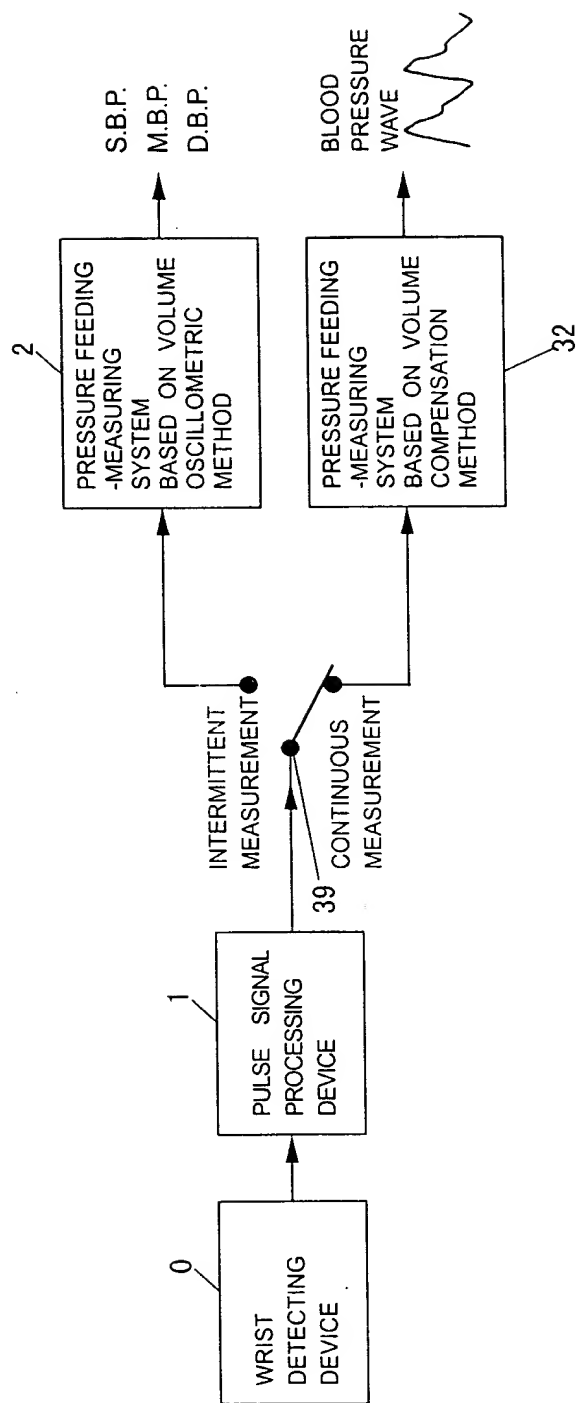 0
WRIST
DETECTING
DEVICE
1
PULSE SIGNAL
PROCESSING
DEVICE
INTERMITTENT
MEASUREMENT
39
CONTINUOUS
MEASUREMENT
2
PRESSURE FEEDING
-MEASURING
SYSTEM
BASED ON VOLUME
OSCILLOMETRIC
METHOD
S.B.P.
M.B.P.
D.B.P.
PRESSURE FEEDING
-MEASURING
SYSTEM
BASED ON VOLUME
COMPENSATION
METHOD
32
BLOOD
PRESSURE
WAVE